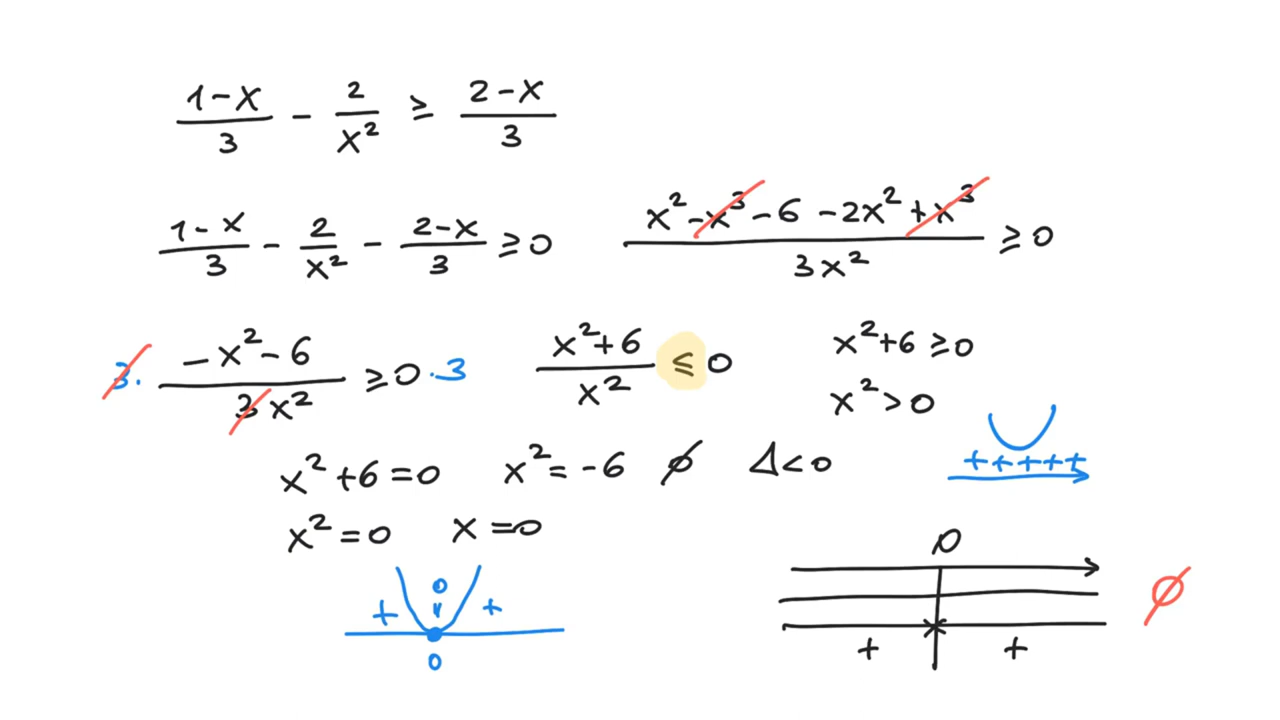 (1-x)/3 - 2/x² ≥ (2-x)/3
(1-x)/3 - 2/x² - (2-x)/3 ≥ 0
(x² - x³ - 6 - 2x² + x³)/(3x²) ≥ 0
3· (-x² - 6)/(3x²) ≥ 0 · 3
(x² + 6)/x² ≤ 0
x² + 6 ≥ 0
x² > 0
+ + + + +
x² + 6 = 0
x² = -6 ∅
Δ < 0
x² = 0
x = 0
+ 0 +
0
0
+ +
∅